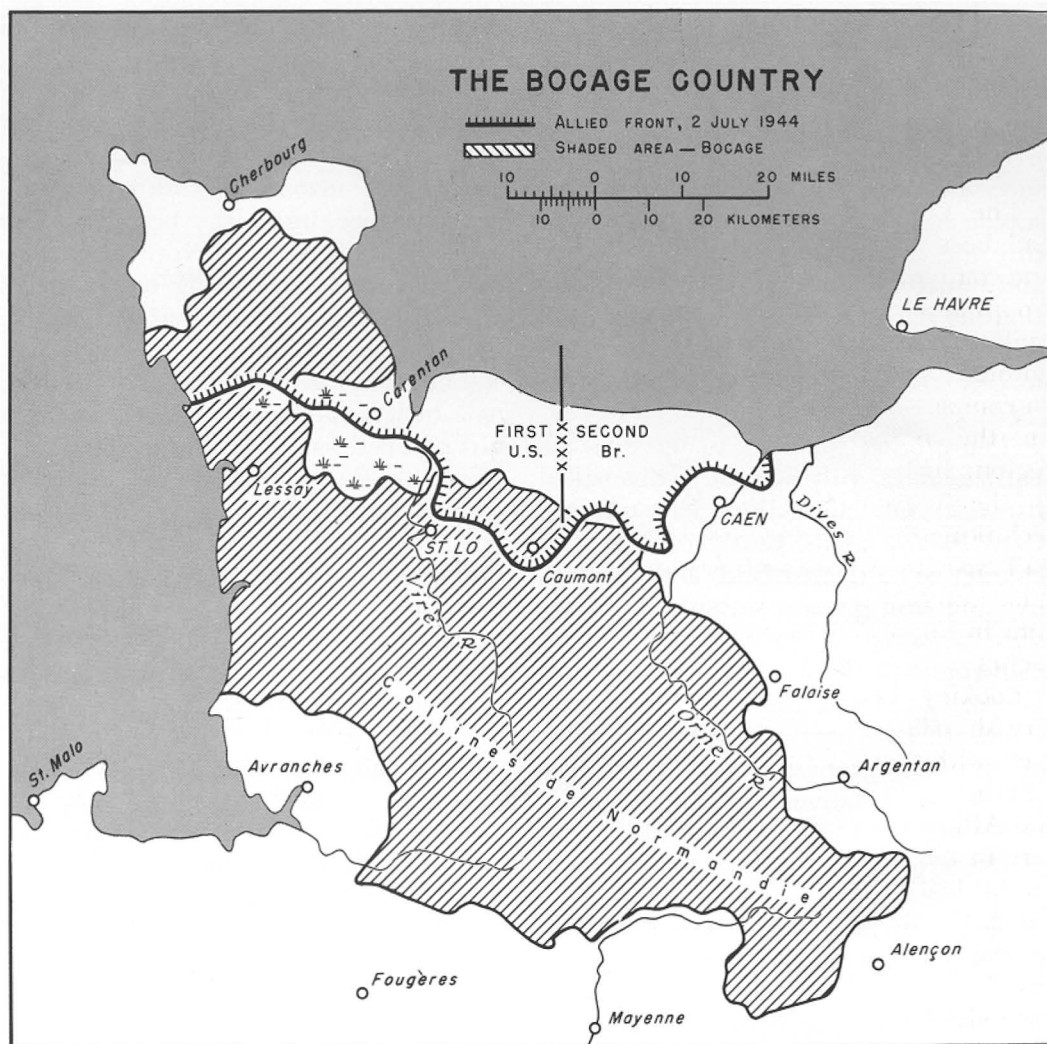 THE BOCAGE COUNTRY
ALLIED FRONT, 2 JULY 1944
SHADED AREA — BOCAGE
10 0 10 20 MILES
10 0 10 20 KILOMETERS
Cherbourg
LE HAVRE
Carentan
FIRST XXXX SECOND
U.S. Br.
Lessay
CAEN
Dives R
ST. LO
Caumont
Vire R
Falaise
Orne R
Collines de Normandie
Argentan
St. Malo
Avranches
Alençon
Fougères
Mayenne